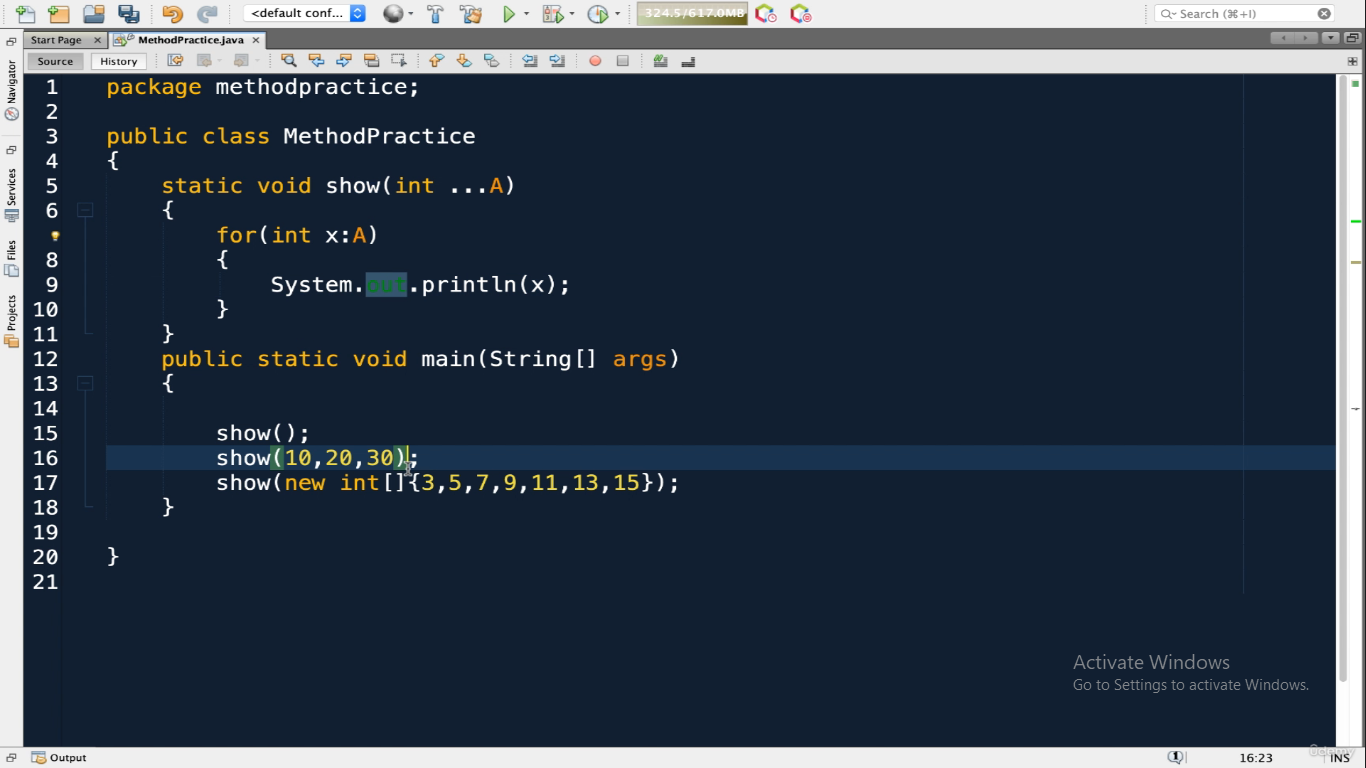 <default conf...
324.5/617.0MB
Search (⌘+I)
Start Page
MethodPractice.java
Source
History
Navigator
Services
Files
Projects
1 package methodpractice;
2
3 public class MethodPractice
4 {
5 static void show(int ...A)
6 {
for(int x:A)
8 {
9 System.out.println(x);
10 }
11 }
12 public static void main(String[] args)
13 {
14
15 show();
16 show(10,20,30);
17 show(new int[]{3,5,7,9,11,13,15});
18 }
19
20 }
21
Activate Windows
Go to Settings to activate Windows.
Output
1
16:23
INS
Udemy